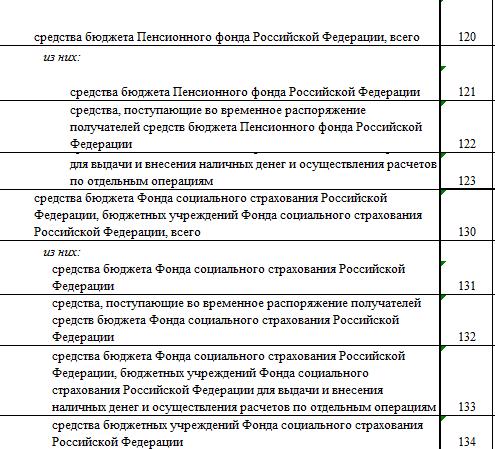 средства бюджета Пенсионного фонда Российской Федерации, всего 120
из них:
средства бюджета Пенсионного фонда Российской Федерации 121
средства, поступающие во временное распоряжение
получателей средств бюджета Пенсионного фонда Российской
Федерации 122
для выдачи и внесения наличных денег и осуществления расчетов
по отдельным операциям 123
средства бюджета Фонда социального страхования Российской
Федерации, бюджетных учреждений Фонда социального страхования
Российской Федерации, всего 130
из них:
средства бюджета Фонда социального страхования Российской
Федерации 131
средства, поступающие во временное распоряжение получателей
средств бюджета Фонда социального страхования Российской
Федерации 132
средства бюджета Фонда социального страхования Российской
Федерации, бюджетных учреждений Фонда социального
страхования Российской Федерации для выдачи и внесения
наличных денег и осуществления расчетов по отдельным операциям 133
средства бюджетных учреждений Фонда социального страхования
Российской Федерации 134